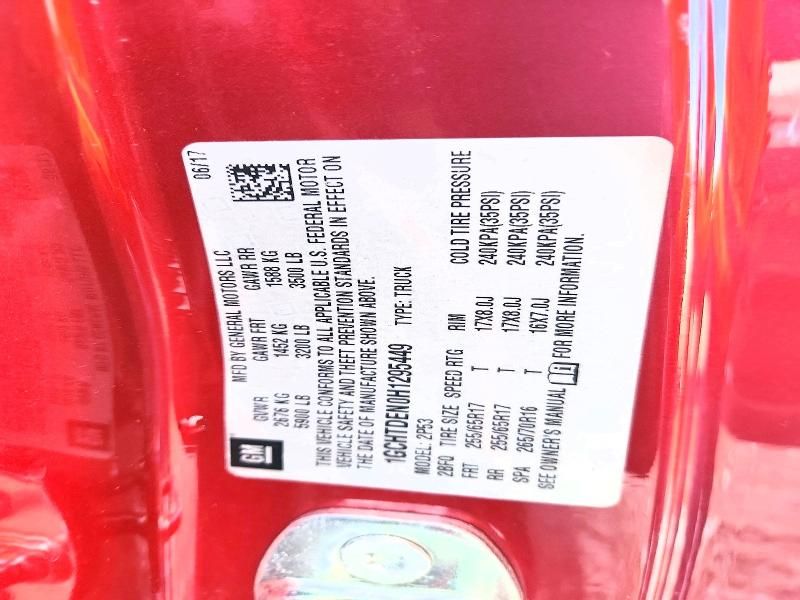 GM
MFD BY GENERAL MOTORS LLC 06/17
GVWR GAWR FRT GAWR RR
2676 KG 1452 KG 1588 KG
5900 LB 3200 LB 3500 LB
THIS VEHICLE CONFORMS TO ALL APPLICABLE U.S. FEDERAL MOTOR
VEHICLE SAFETY AND THEFT PREVENTION STANDARDS IN EFFECT ON
THE DATE OF MANUFACTURE SHOWN ABOVE.
1GCHTDEN0H1295449 TYPE: TRUCK
MODEL: 2P53
2BFQ TIRE SIZE SPEED RTG RIM COLD TIRE PRESSURE
FRT 255/65R17 T 17X8.0J 240KPA(35PSI)
RR 255/65R17 T 17X8.0J 240KPA(35PSI)
SPA 265/70R16 T 16X7.0J 240KPA(35PSI)
SEE OWNER'S MANUAL FOR MORE INFORMATION.